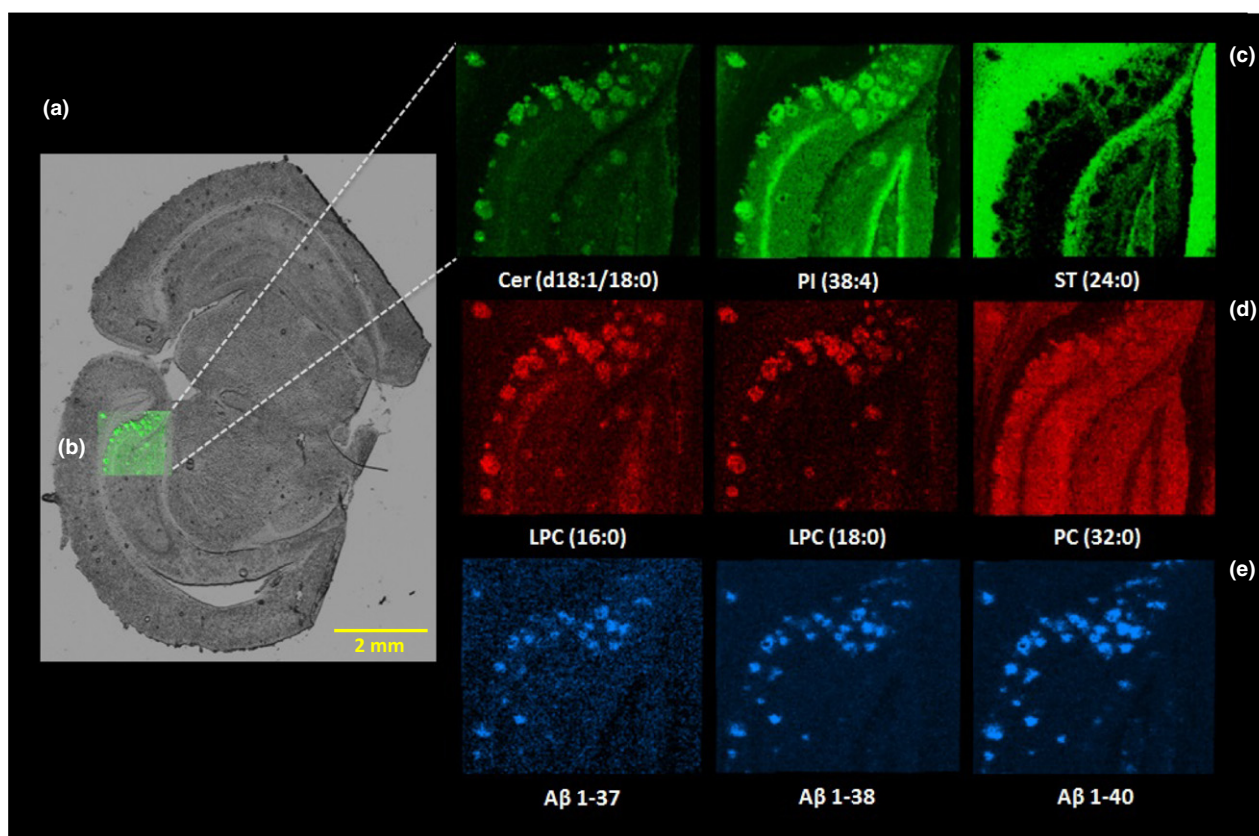 (a)
(b)
2 mm
(c)
Cer (d18:1/18:0)
PI (38:4)
ST (24:0)
(d)
LPC (16:0)
LPC (18:0)
PC (32:0)
(e)
Aβ 1-37
Aβ 1-38
Aβ 1-40